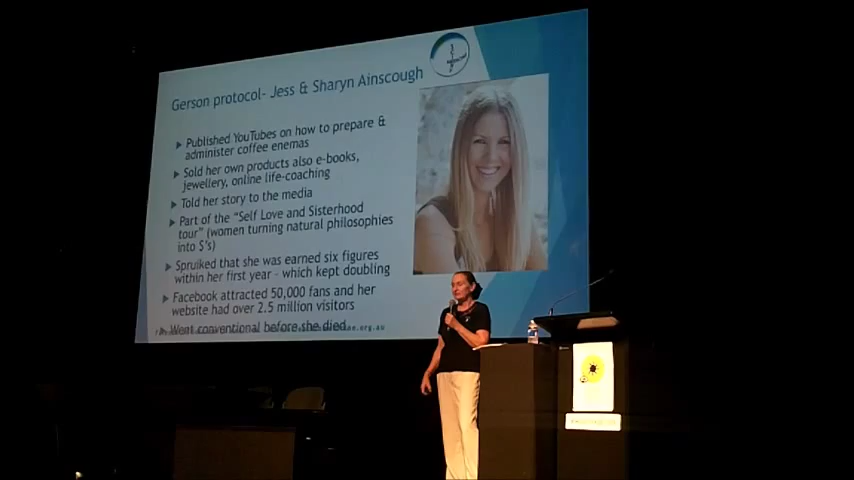 Gerson protocol- Jess & Sharyn Ainscough
Published YouTubes on how to prepare &
administer coffee enemas
Sold her own products also e-books,
jewellery, online life-coaching
Told her story to the media
Part of the "Self Love and Sisterhood
tour" (women turning natural philosophies
into $'s)
Spruiked that she was earned six figures
within her first year - which kept doubling
Facebook attracted 50,000 fans and her
website had over 2.5 million visitors
Went conventional before she died